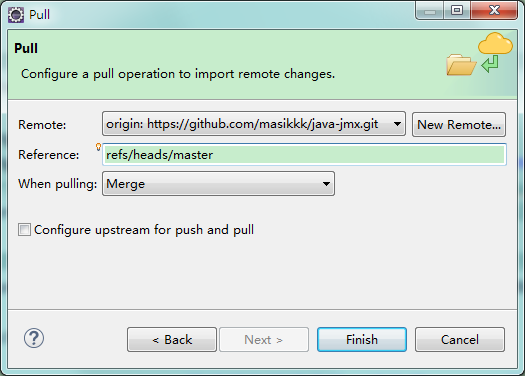 Pull
Pull
Configure a pull operation to import remote changes.
Remote: origin: https://github.com/masikkk/java-jmx.git New Remote...
Reference: refs/heads/master
When pulling: Merge
Configure upstream for push and pull
? < Back Next > Finish Cancel